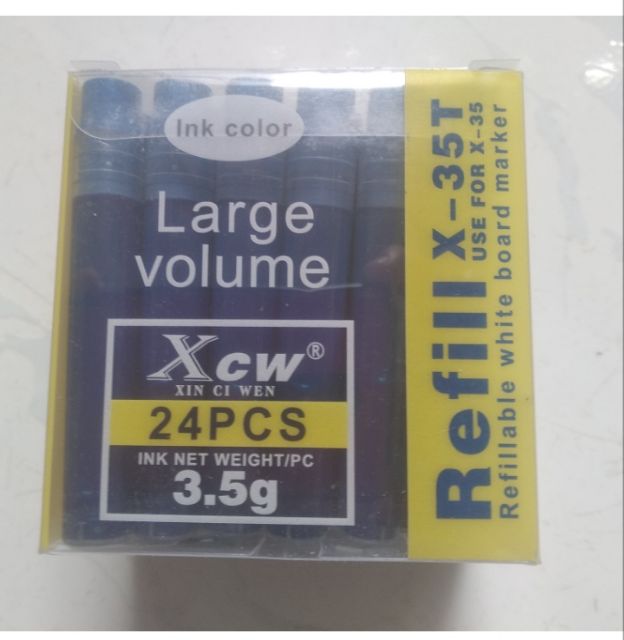 Ink color
Large
volume
Xcw®
XIN CI WEN
24PCS
INK NET WEIGHT/PC
3.5g
Refill X-35T
USE FOR X-35
Refillable white board marker